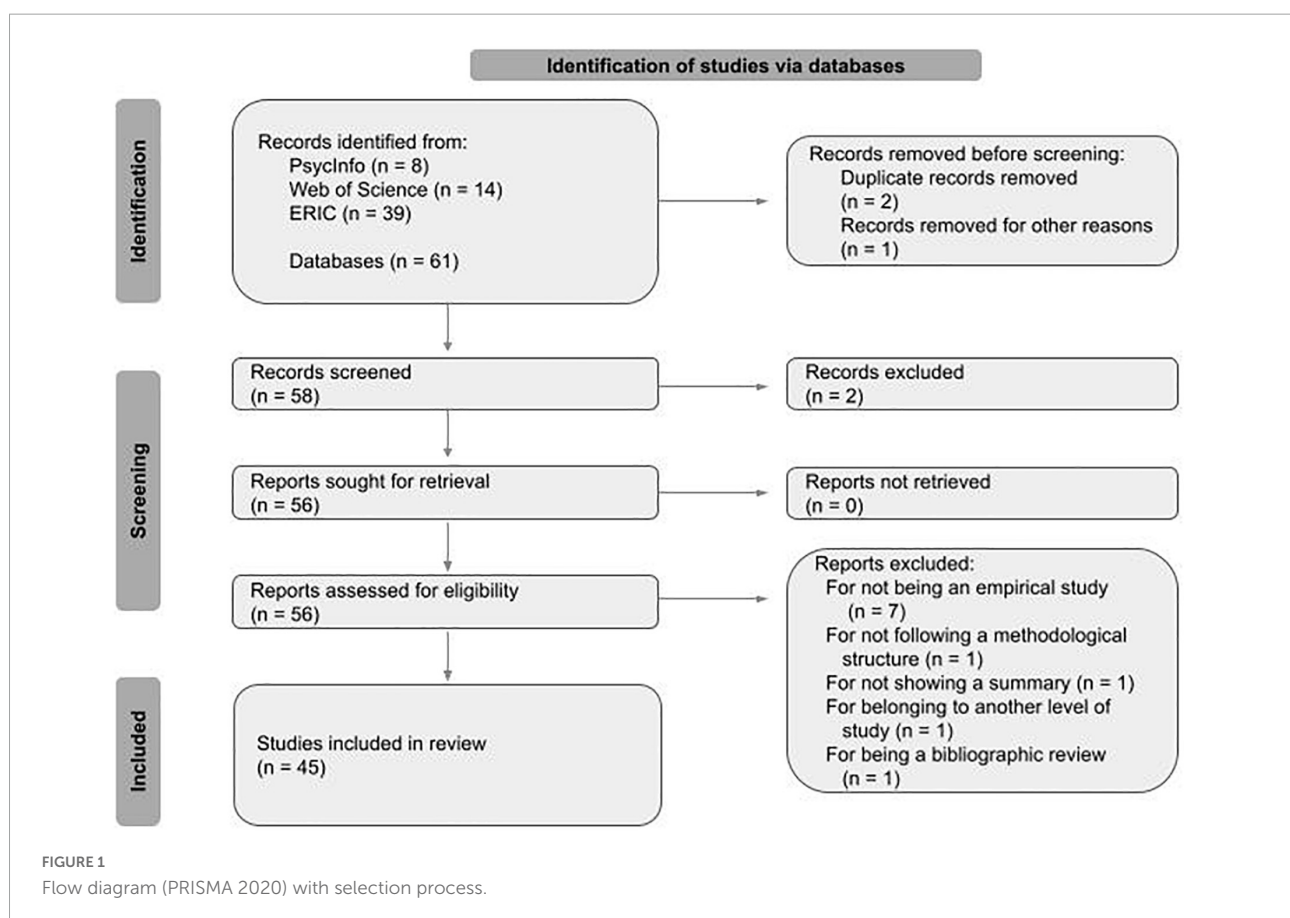 Identification of studies via databases
Identification
Records identified from:
PsycInfo (n = 8)
Web of Science (n = 14)
ERIC (n = 39)
Databases (n = 61)
Records removed before screening:
Duplicate records removed
(n = 2)
Records removed for other reasons
(n = 1)
Screening
Records screened
(n = 58)
Records excluded
(n = 2)
Reports sought for retrieval
(n = 56)
Reports not retrieved
(n = 0)
Reports assessed for eligibility
(n = 56)
Reports excluded:
For not being an empirical study
(n = 7)
For not following a methodological
structure (n = 1)
For not showing a summary (n = 1)
For belonging to another level of
study (n = 1)
For being a bibliographic review
(n = 1)
Included
Studies included in review
(n = 45)
FIGURE 1
Flow diagram (PRISMA 2020) with selection process.